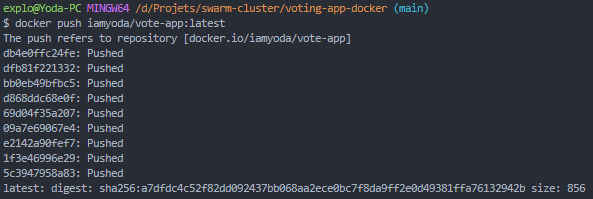 explo@Yoda-PC MINGW64 /d/Projets/swarm-cluster/voting-app-docker (main)
$ docker push iamyoda/vote-app:latest
The push refers to repository [docker.io/iamyoda/vote-app]
db4e0ffc24fe: Pushed
dfb81f221332: Pushed
bb0eb49bfbc5: Pushed
d868ddc68e0f: Pushed
69d04f35a207: Pushed
09a7e69067e4: Pushed
e2142a90fef7: Pushed
1f3e46996e29: Pushed
5c3947958a83: Pushed
latest: digest: sha256:a7dfdc4c52f82dd092437bb068aa2ece0bc7f8da9ff2e0d49381ffa76132942b size: 856